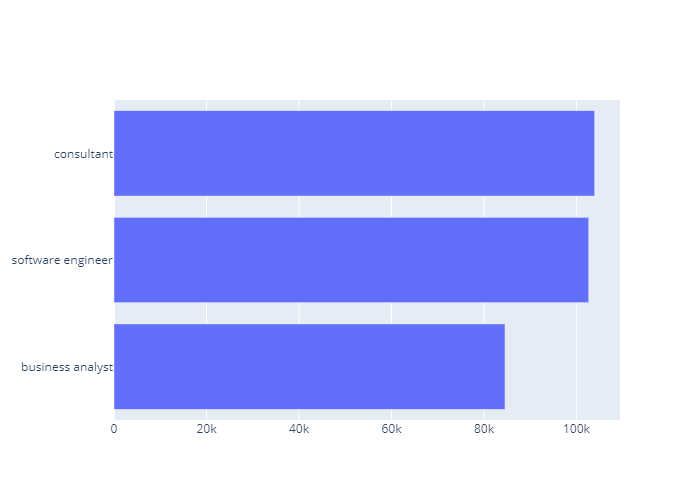 consultant
software engineer
business analyst
0 20k 40k 60k 80k 100k